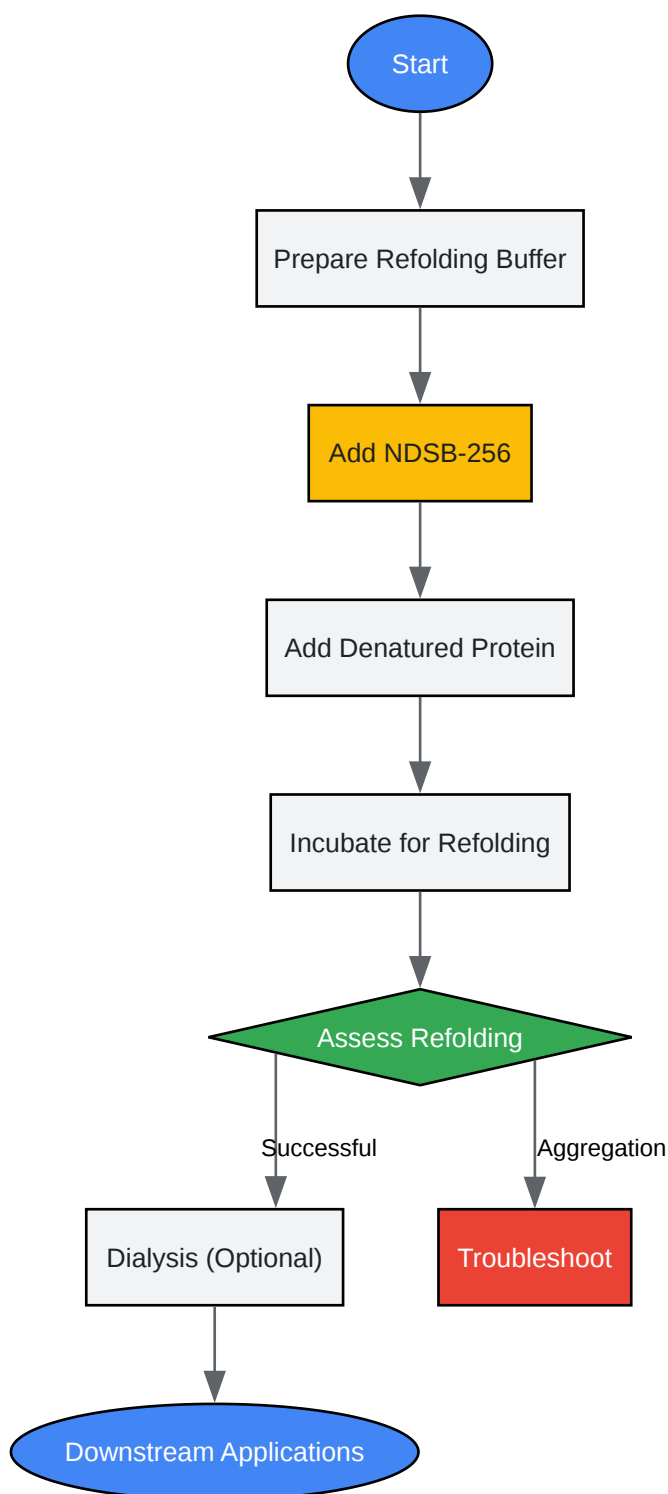 Start
Prepare Refolding Buffer
Add NDSB-256
Add Denatured Protein
Incubate for Refolding
Assess Refolding
Successful
Aggregation
Dialysis (Optional)
Troubleshoot
Downstream Applications